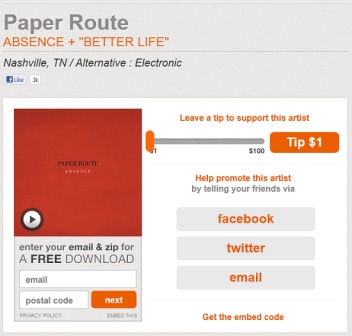 Paper Route
ABSENCE + "BETTER LIFE"
Nashville, TN / Alternative : Electronic
Like 1k
PAPER ROUTE
ABSENCE
enter your email & zip for
A FREE DOWNLOAD
email
postal code next
PRIVACY POLICY EMBED THIS
Leave a tip to support this artist
$1 $100
Tip $1
Help promote this artist
by telling your friends via
facebook
twitter
email
Get the embed code